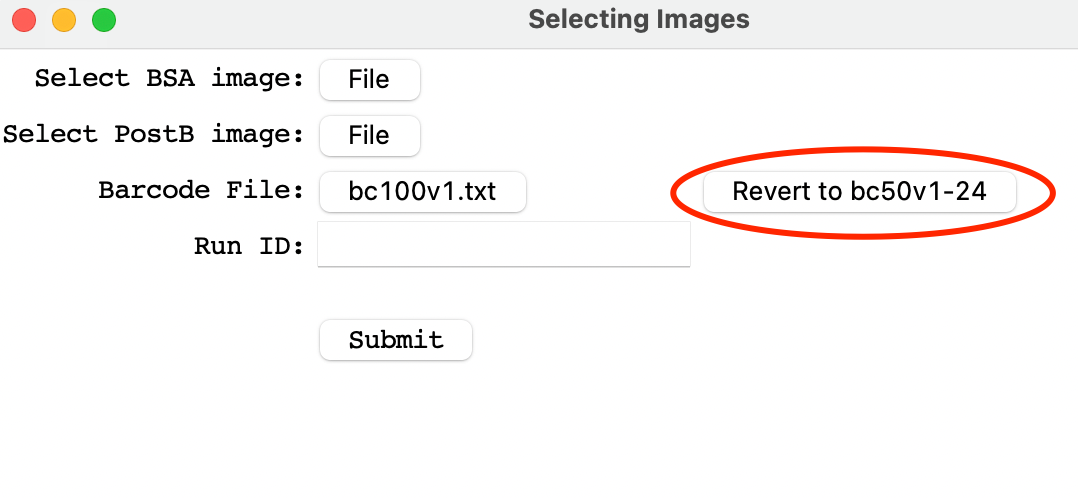 Selecting Images
Select BSA image: File
Select PostB image: File
Barcode File: bc100v1.txt Revert to bc50v1-24
Run ID:
Submit